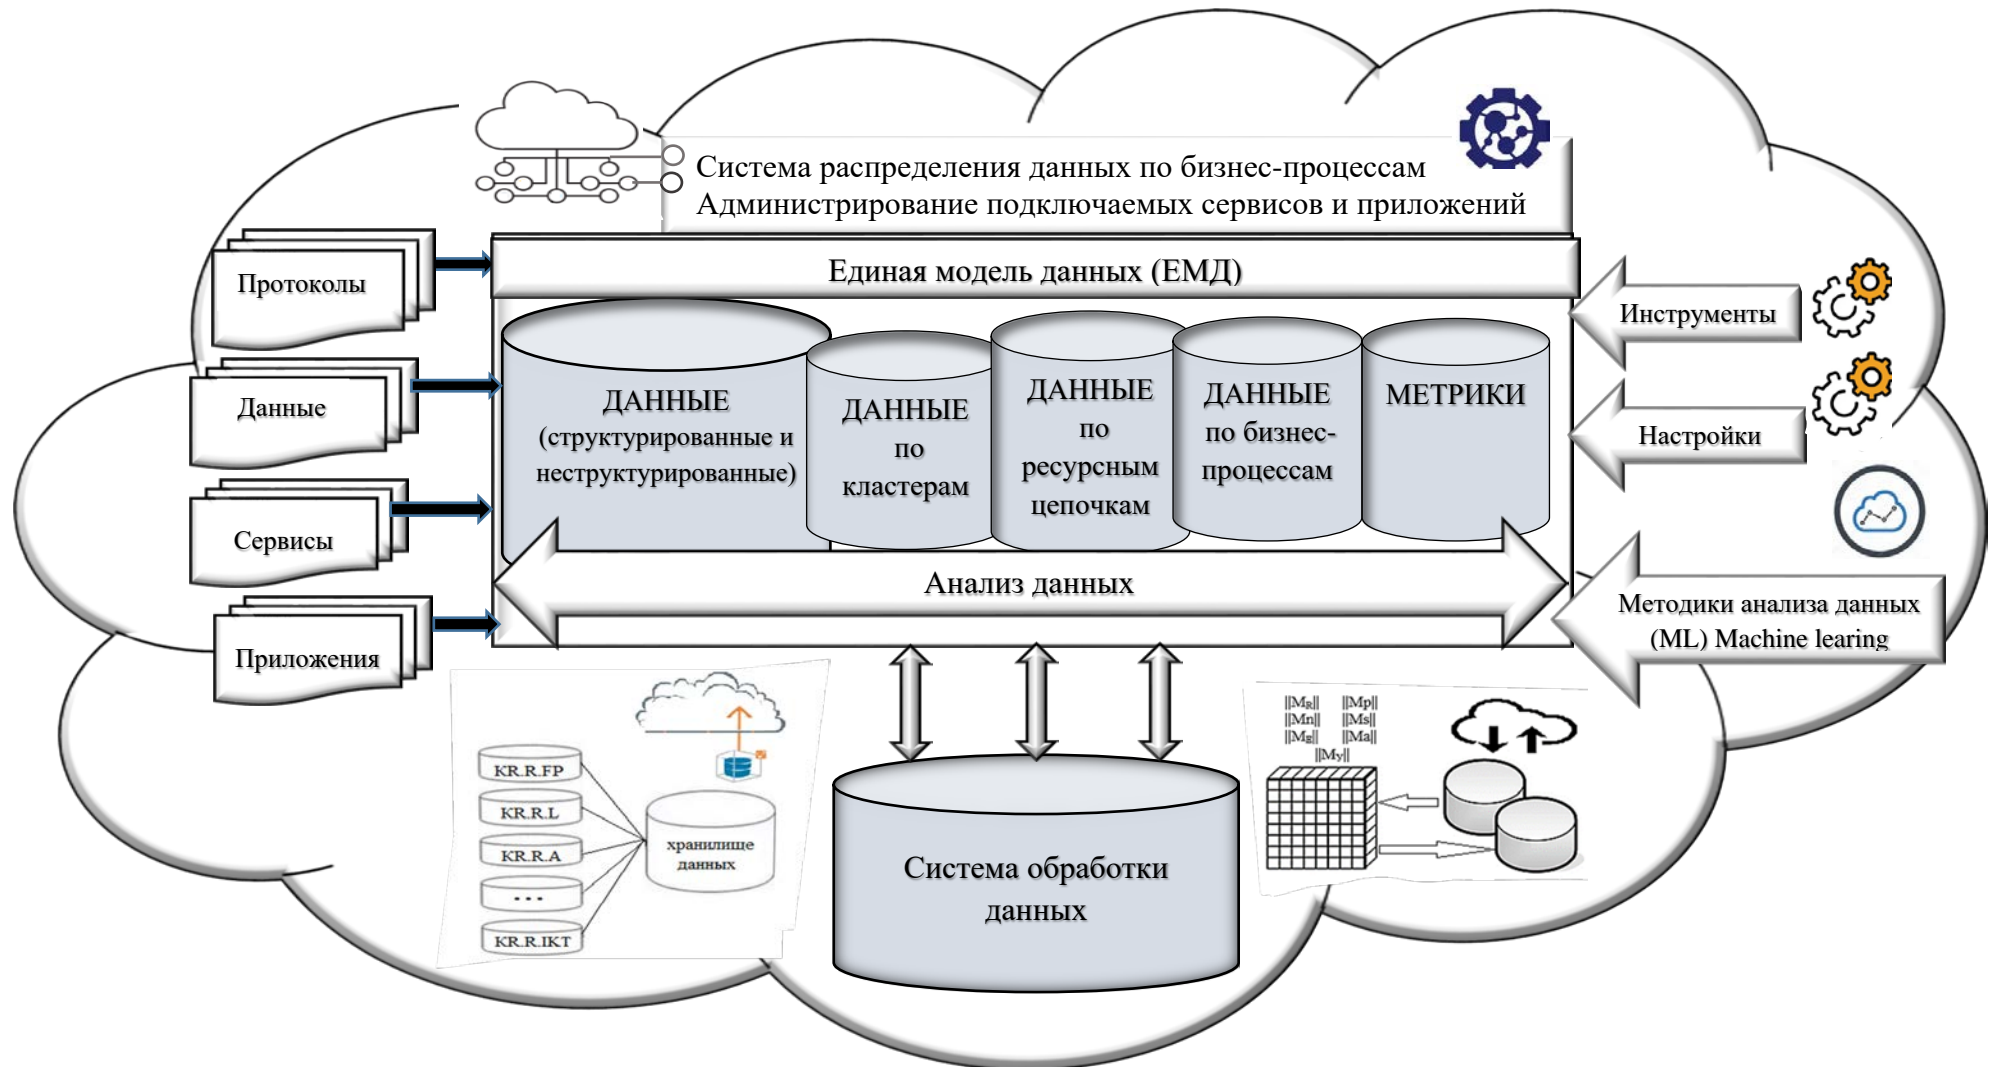 Система распределения данных по бизнес-процессам
Администрирование подключаемых сервисов и приложений
Единая модель данных (ЕМД)
Протоколы
Данные
Сервисы
Приложения
ДАННЫЕ
(структурированные и
неструктурированные)
ДАННЫЕ
по
кластерам
ДАННЫЕ
по
ресурсным
цепочкам
ДАННЫЕ
по бизнес-
процессам
МЕТРИКИ
Инструменты
Настройки
Методики анализа данных
(ML) Machine learing
Анализ данных
KR.R.FP
KR.R.L
KR.R.A
...
KR.R.IKT
хранилище
данных
Система обработки
данных
||MR|| ||Mp||
||Mn|| ||Ms||
||Mg|| ||Ma||
||My||